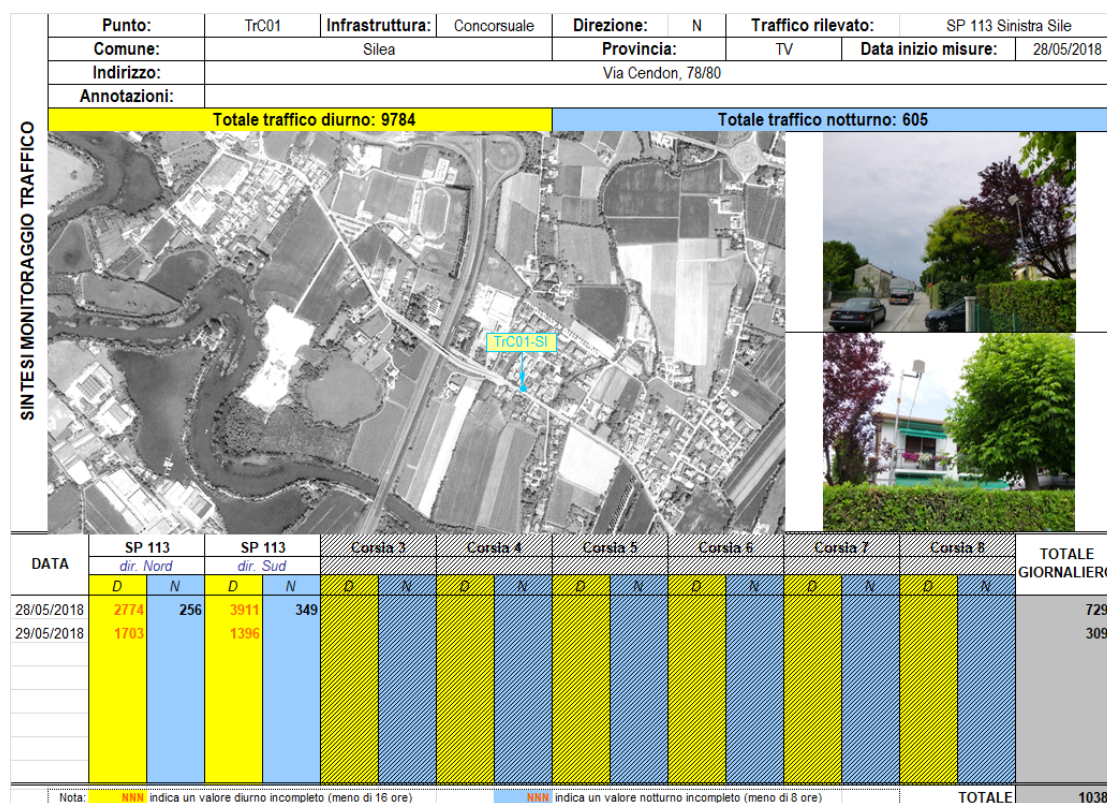 SINTESI MONITORAGGIO TRAFFICO
Punto: TrC01 Infrastruttura: Concorsuale Direzione: N Traffico rilevato: SP 113 Sinistra Sile
Comune: Silea Provincia: TV Data inizio misure: 28/05/2018
Indirizzo: Via Cendon, 78/80
Annotazioni:
Totale traffico diurno: 9784 Totale traffico notturno: 605
TrC01-SI
DATA SP 113 SP 113 Corsia 3 Corsia 4 Corsia 5 Corsia 6 Corsia 7 Corsia 8 TOTALE GIORNALIERO
dir. Nord dir. Sud
D N D N D N D N D N D N D N D N
28/05/2018 2774 256 3911 349 729
29/05/2018 1703 1396 309
Nota: NNN indica un valore diurno incompleto (meno di 16 ore) NNN indica un valore notturno incompleto (meno di 8 ore) TOTALE 1038